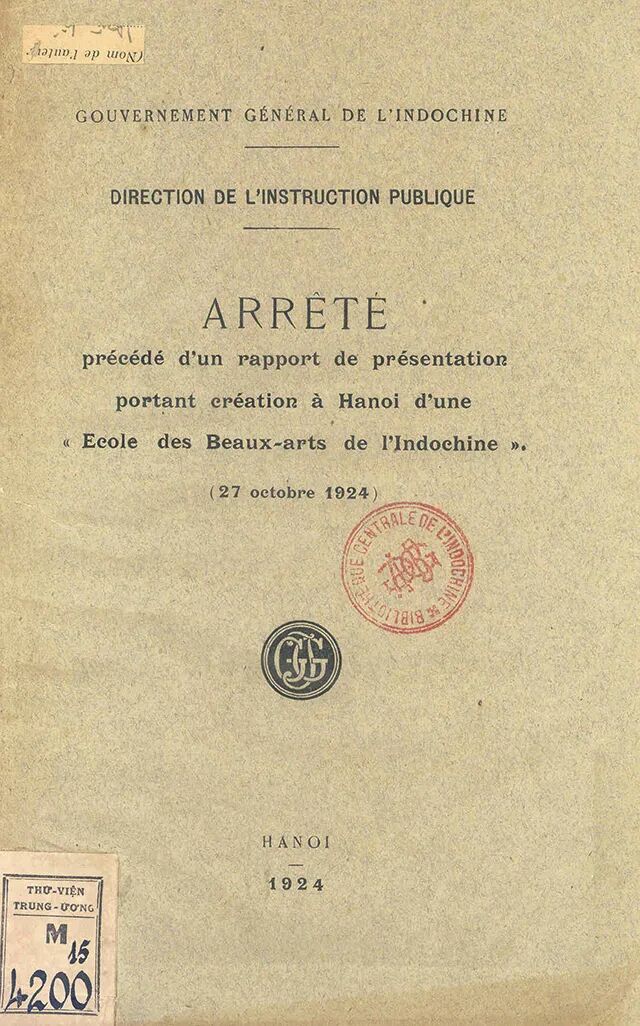 (Nom de l'auteur
GOUVERNEMENT GÉNÉRAL DE L'INDOCHINE
DIRECTION DE L'INSTRUCTION PUBLIQUE
ARRÊTÉ
précédé d'un rapport de présentation
portant création à Hanoi d'une
« Ecole des Beaux-arts de l'Indochine ».
(27 octobre 1924)
BIBLIOTHEQUE CENTRALE DE L'INDOCHINE
GGI
HANOI
1924
THƯ-VIỆN
TRUNG-ƯƠNG
M
15
4200